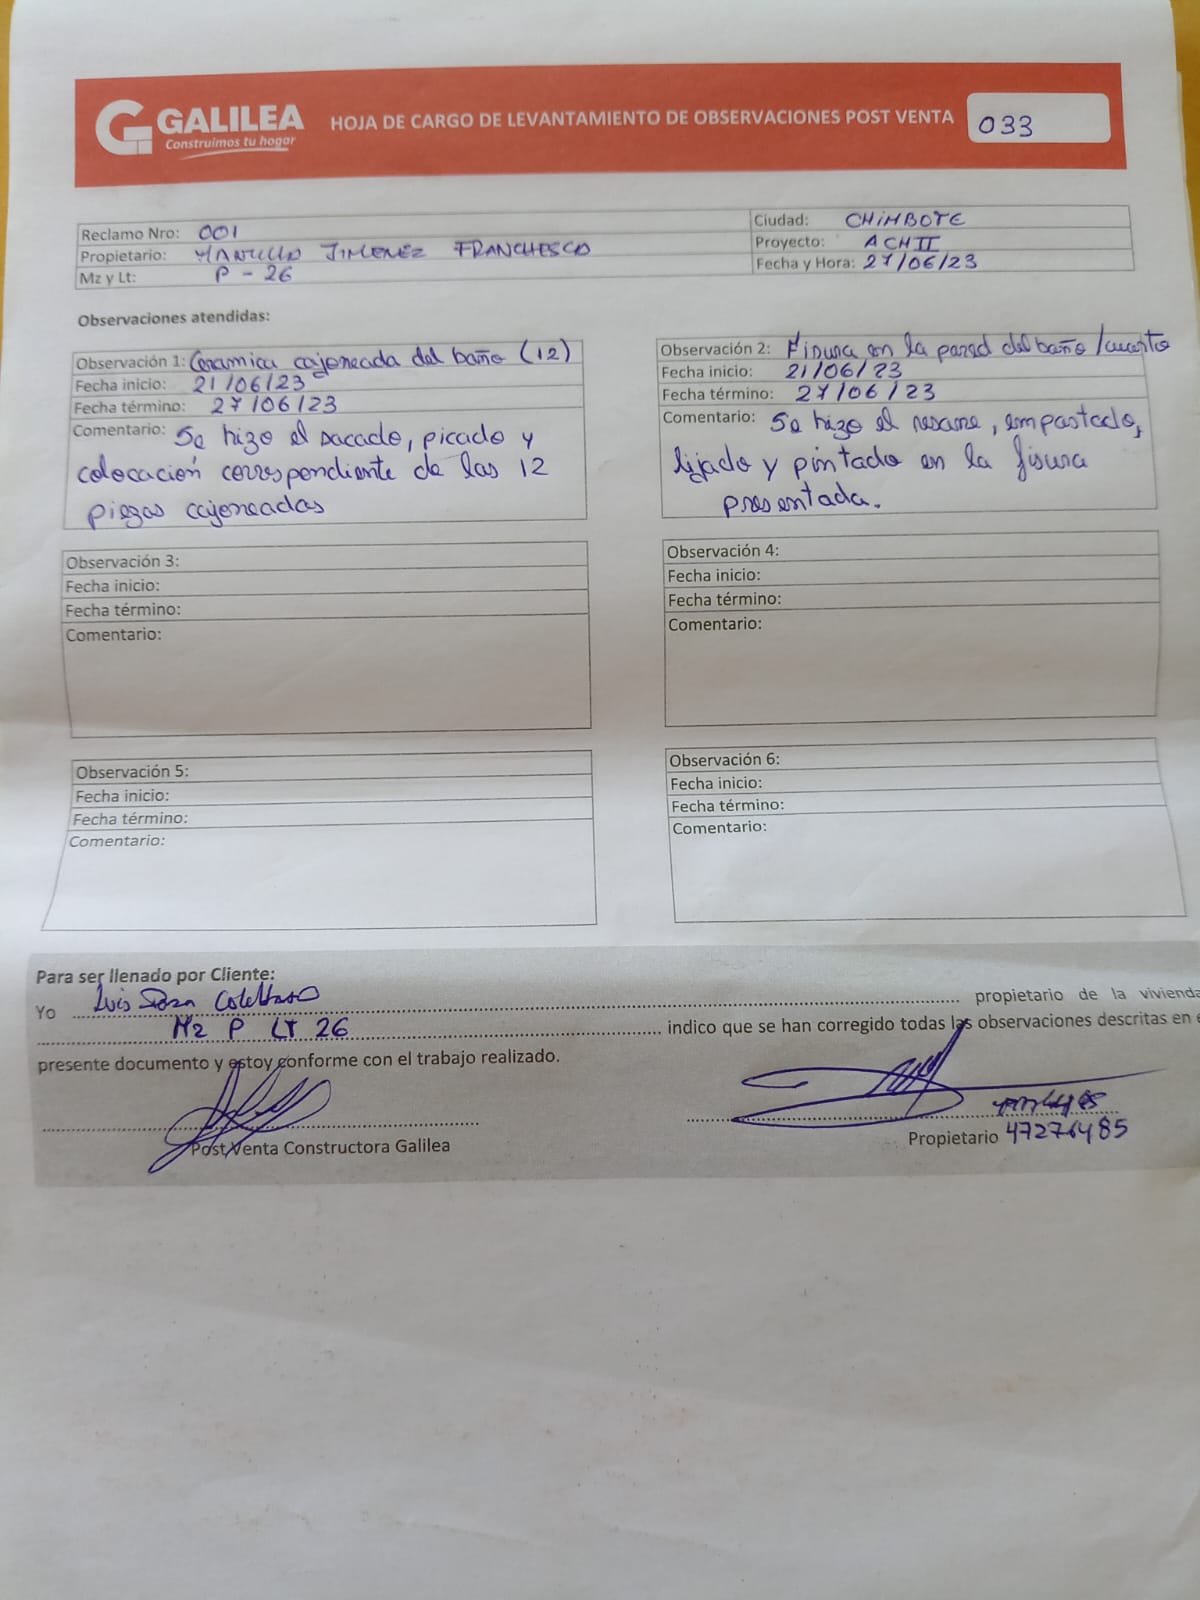 GALILEA
Construimos tu hogar
HOJA DE CARGO DE LEVANTAMIENTO DE OBSERVACIONES POST VENTA
033
Reclamo Nro: 001
Propietario: JIMENEZ FRANCHESCO
Mz y Lt: P - 26
Ciudad: CHIMBOTE
Proyecto: ACH II
Fecha y Hora: 27/06/23
Observaciones atendidas:
Observación 1: Ceramica cajoneada del baño (12)
Fecha inicio: 21/06/23
Fecha término: 27/06/23
Comentario: Se hizo el sacado, picado y
colocación correspondiente de las 12
piezas cajoneadas
Observación 2: Fisura en la pared del baño/cuarto
Fecha inicio: 21/06/23
Fecha término: 27/06/23
Comentario: Se hizo el resane, empastado,
lijado y pintado en la fisura
presentada.
Observación 3:
Fecha inicio:
Fecha término:
Comentario:
Observación 4:
Fecha inicio:
Fecha término:
Comentario:
Observación 5:
Fecha inicio:
Fecha término:
Comentario:
Observación 6:
Fecha inicio:
Fecha término:
Comentario:
Para ser llenado por Cliente:
Yo Luis propietario de la vivienda
Mz P LT 26 indico que se han corregido todas las observaciones descritas en
presente documento y estoy conforme con el trabajo realizado.
Post Venta Constructora Galilea
Propietario 47276485